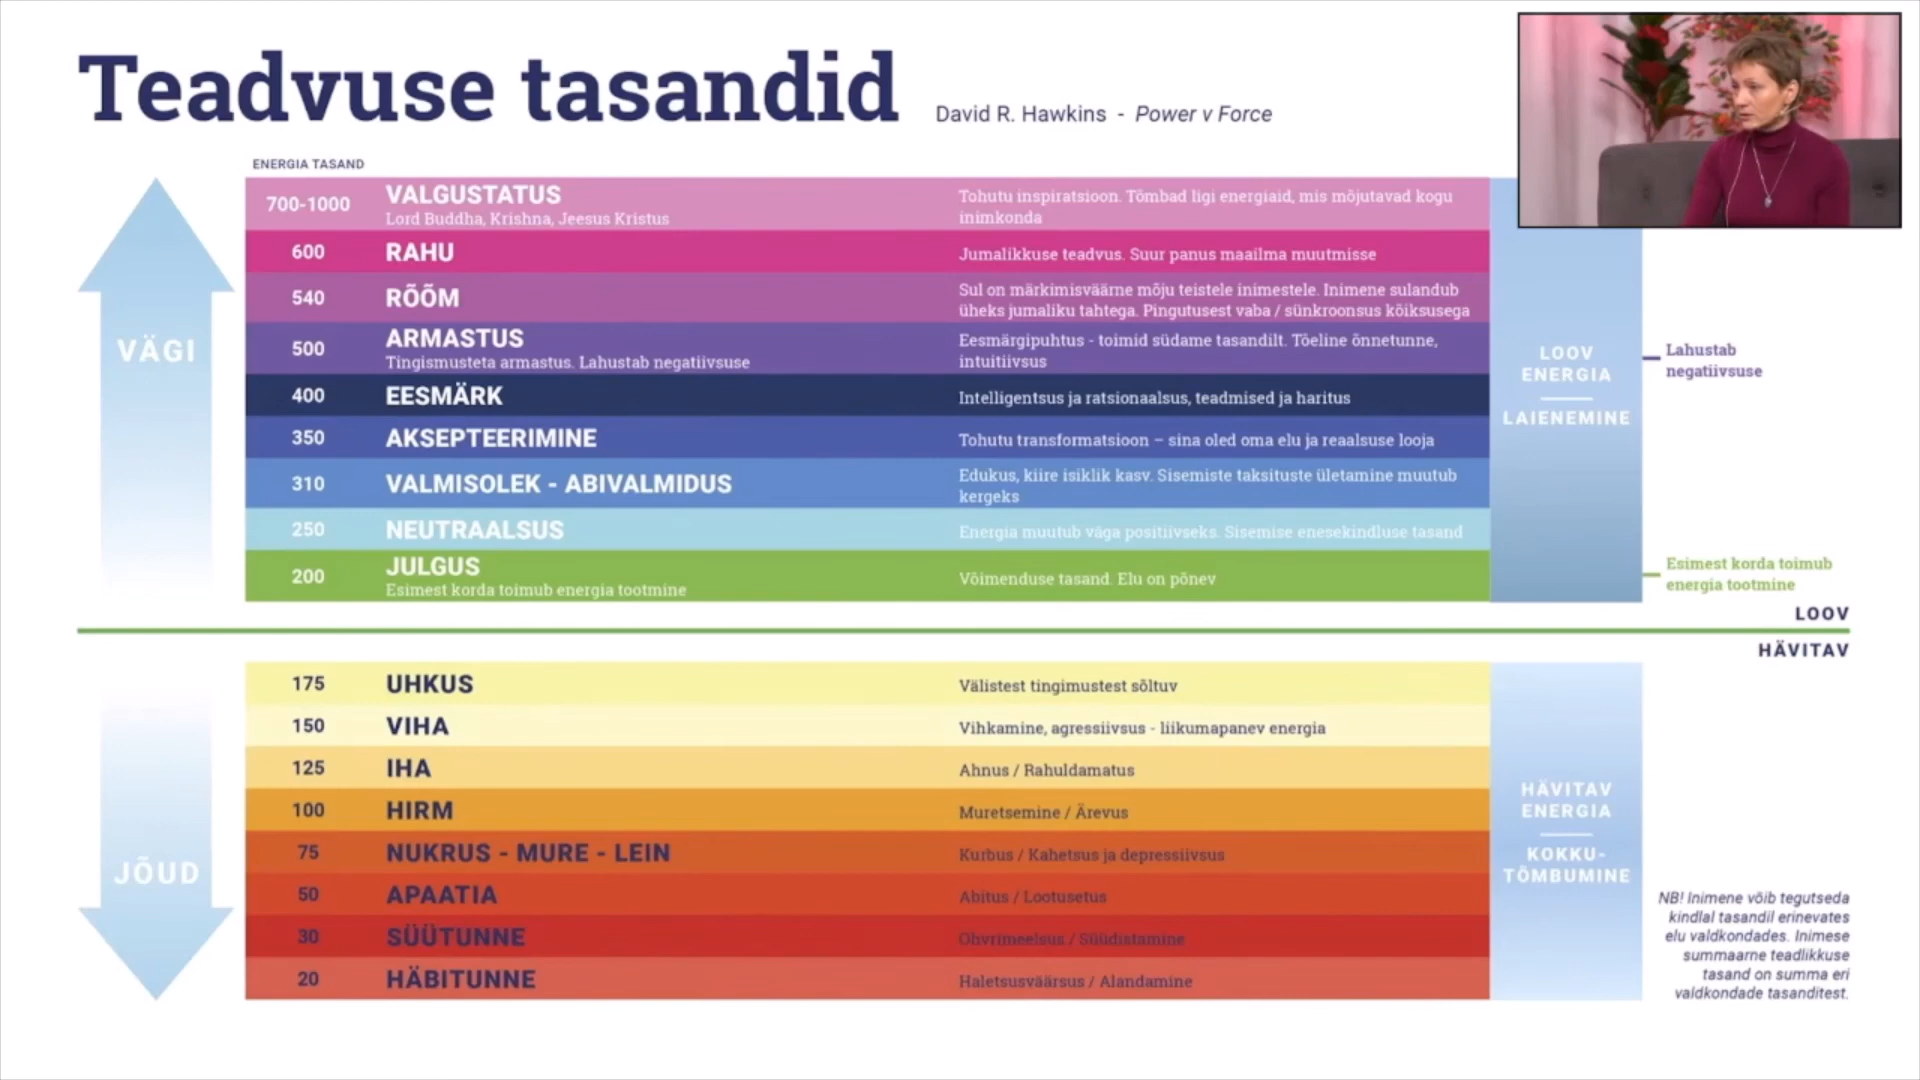 Teadvuse tasandid
David R. Hawkins - Power v Force
ENERGIA TASAND
700-1000
VALGUSTATUS
Lord Buddha, Krishna, Jeesus Kristus
Tohutu inspiratsioon. Tõmbad ligi energiaid, mis mõjutavad kogu
inimkonda
600
RAHU
Jumalikkuse teadvus. Suur panus maailma muutmisse
540
RÕÕM
Sul on märkimisväärne mõju teistele inimestele. Inimene sulandub
üheks jumaliku tahtega. Pingutusest vaba / sünkroonsus kõiksusega
500
ARMASTUS
Tingismusteta armastus. Lahustab negatiivsuse
Eesmärgipuhtus - toimid südame tasandilt. Tõeline õnnetunne,
intuitiivsus
400
EESMÄRK
Intelligentsus ja ratsionaalsus, teadmised ja haritus
350
AKSEPTEERIMINE
Tohutu transformatsioon – sina oled oma elu ja reaalsuse looja
310
VALMISOLEK - ABIVALMIDUS
Edukus, kiire isiklik kasv. Sisemiste taksituste ületamine muutub
kergeks
250
NEUTRAALSUS
Energia muutub väga positiivseks. Sisemise enesekindluse tasand
200
JULGUS
Esimest korda toimub energia tootmine
Võimenduse tasand. Elu on põnev
VÄGI
LOOV
ENERGIA
LAIENEMINE
Lahustab
negatiivsuse
Esimest korda toimub
energia tootmine
LOOV
HÄVITAV
175
UHKUS
Välistest tingimustest sõltuv
150
VIHA
Vihkamine, agressiivsus - liikumapanev energia
125
IHA
Ahnus / Rahuldamatus
100
HIRM
Muretsemine / Ärevus
75
NUKRUS - MURE - LEIN
Kurbus / Kahetsus ja depressiivsus
50
APAATIA
Abitus / Lootusetus
30
SÜÜTUNNE
Ohvrimeelsus / Süüdistamine
20
HÄBITUNNE
Haletsusväärsus / Alandamine
JÕUD
HÄVITAV
ENERGIA
KOKKU-
TÕMBUMINE
NB! Inimene võib tegutseda
kindlal tasandil erinevates
elu valdkondades. Inimese
summaarne teadlikkuse
tasand on summa eri
valdkondade tasanditest.